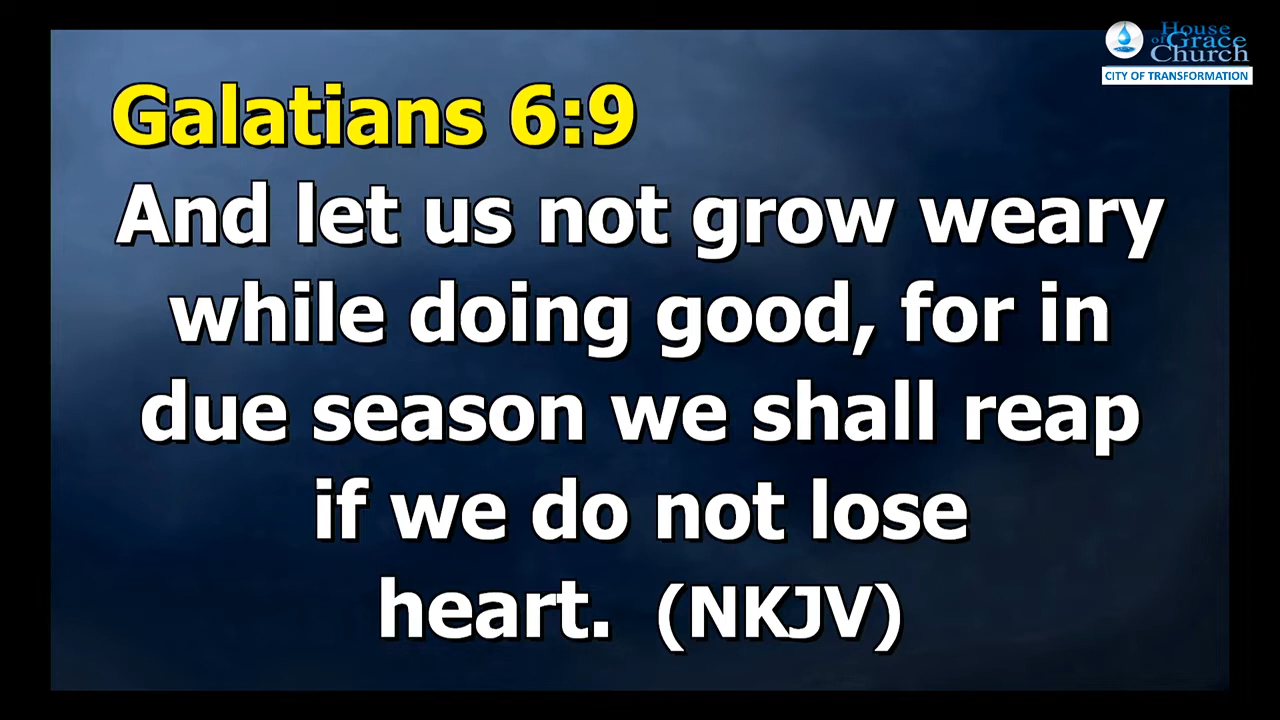 House
of Grace
Church
CITY OF TRANSFORMATION
Galatians 6:9
And let us not grow weary
while doing good, for in
due season we shall reap
if we do not lose
heart. (NKJV)